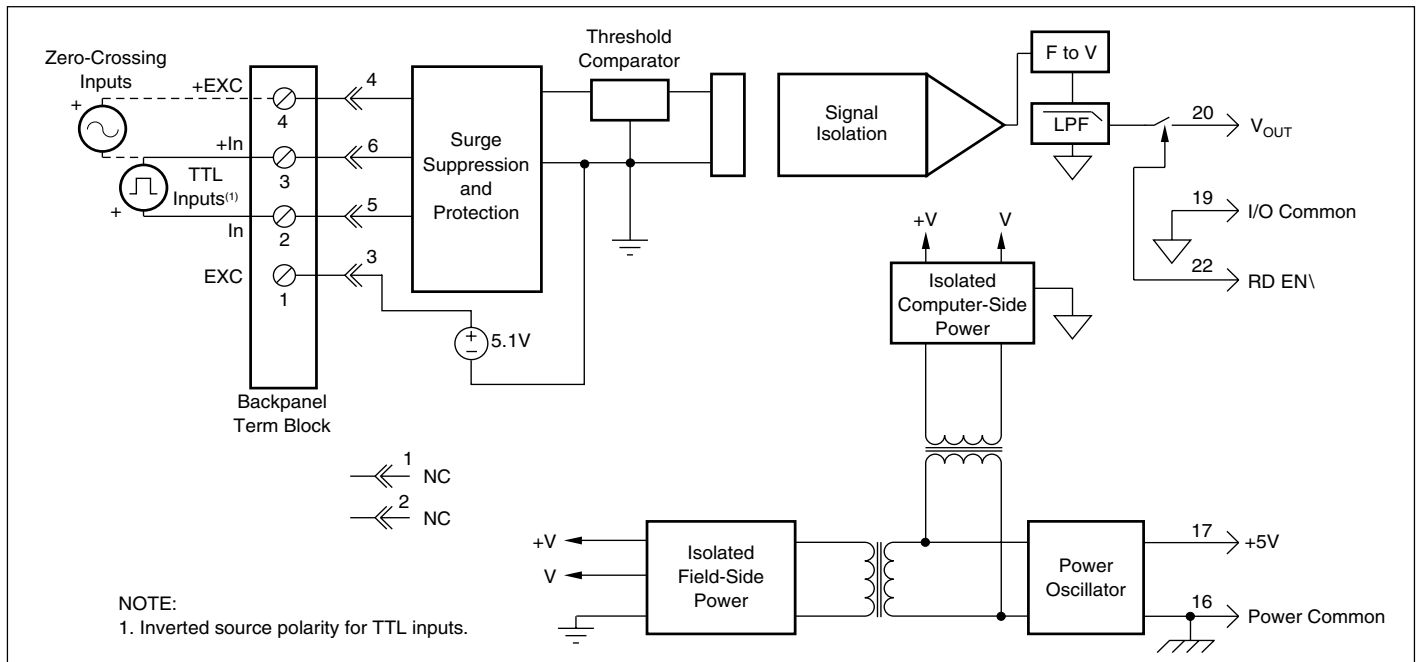 Zero-Crossing
Inputs
+
+EXC
4
4
+In
3
6
TTL
Inputs(1)
+
In
2
5
EXC
1
3
Backpanel
Term Block
Surge
Suppression
and
Protection
+
−
5.1V
Threshold
Comparator
Signal
Isolation
F to V
LPF
20
VOUT
19
I/O Common
22
RD EN\
+V
V
Isolated
Computer-Side
Power
1
NC
2
NC
+V
V
Isolated
Field-Side
Power
Power
Oscillator
17
+5V
16
Power Common
NOTE:
1. Inverted source polarity for TTL inputs.